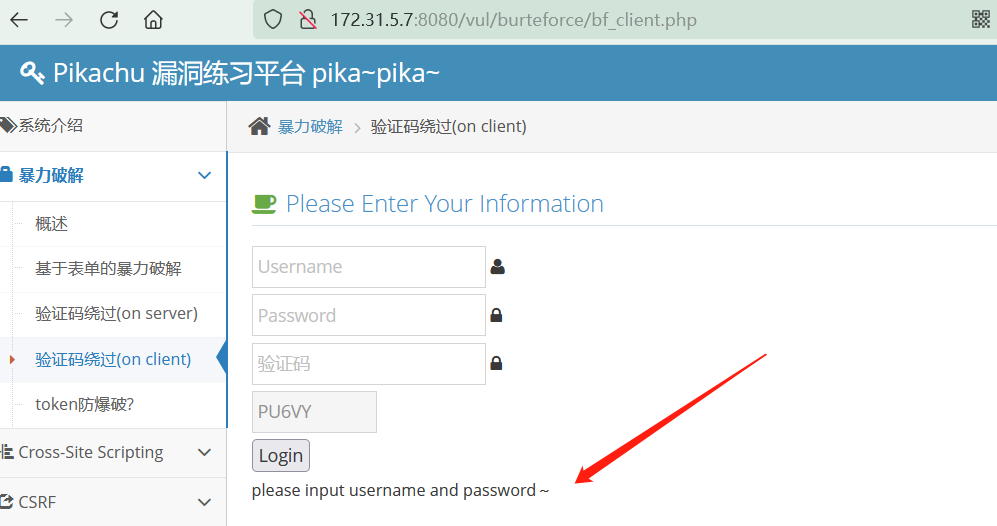 172.31.5.7:8080/vul/burteforce/bf_client.php
Pikachu 漏洞练习平台 pika~pika~
系统介绍
暴力破解 > 验证码绕过(on client)
暴力破解
概述
基于表单的暴力破解
验证码绕过(on server)
验证码绕过(on client)
token防爆破?
Cross-Site Scripting
CSRF
Please Enter Your Information
Username
Password
验证码
PU6VY
Login
please input username and password～